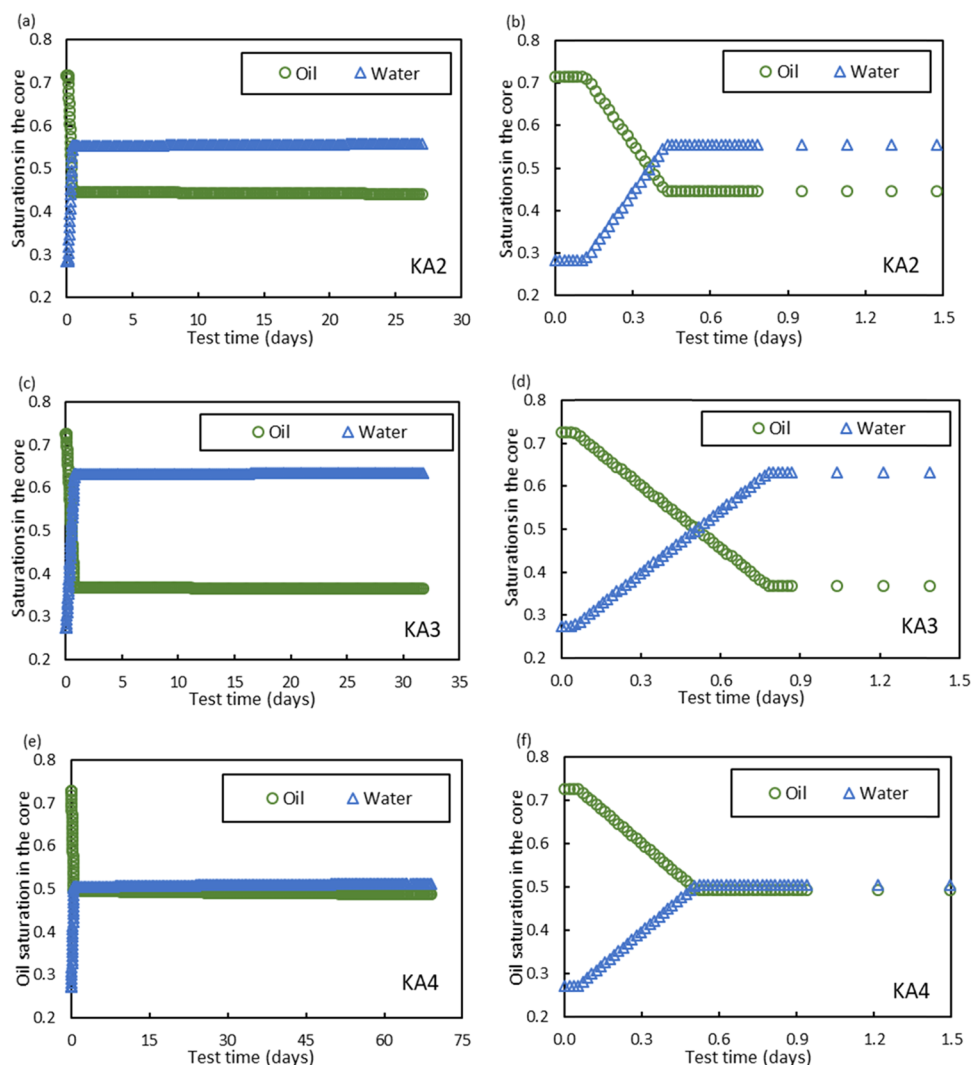 (a)
0.8
0.7
0.6
0.5
0.4
0.3
0.2
Saturations in the core
Oil
Water
KA2
0 5 10 15 20 25 30
Test time (days)
(b)
0.8
0.7
0.6
0.5
0.4
0.3
0.2
Saturations in the core
Oil
Water
KA2
0.0 0.3 0.6 0.9 1.2 1.5
Test time (days)
(c)
0.8
0.7
0.6
0.5
0.4
0.3
0.2
Saturations in the core
Oil
Water
KA3
0 5 10 15 20 25 30 35
Test time (days)
(d)
0.8
0.7
0.6
0.5
0.4
0.3
0.2
Saturations in the core
Oil
Water
KA3
0.0 0.3 0.6 0.9 1.2 1.5
Test time (days)
(e)
0.8
0.7
0.6
0.5
0.4
0.3
0.2
Oil saturation in the core
Oil
Water
KA4
0 15 30 45 60 75
Test time (days)
(f)
0.8
0.7
0.6
0.5
0.4
0.3
0.2
Oil saturation in the core
Oil
Water
KA4
0.0 0.3 0.6 0.9 1.2 1.5
Test time (days)